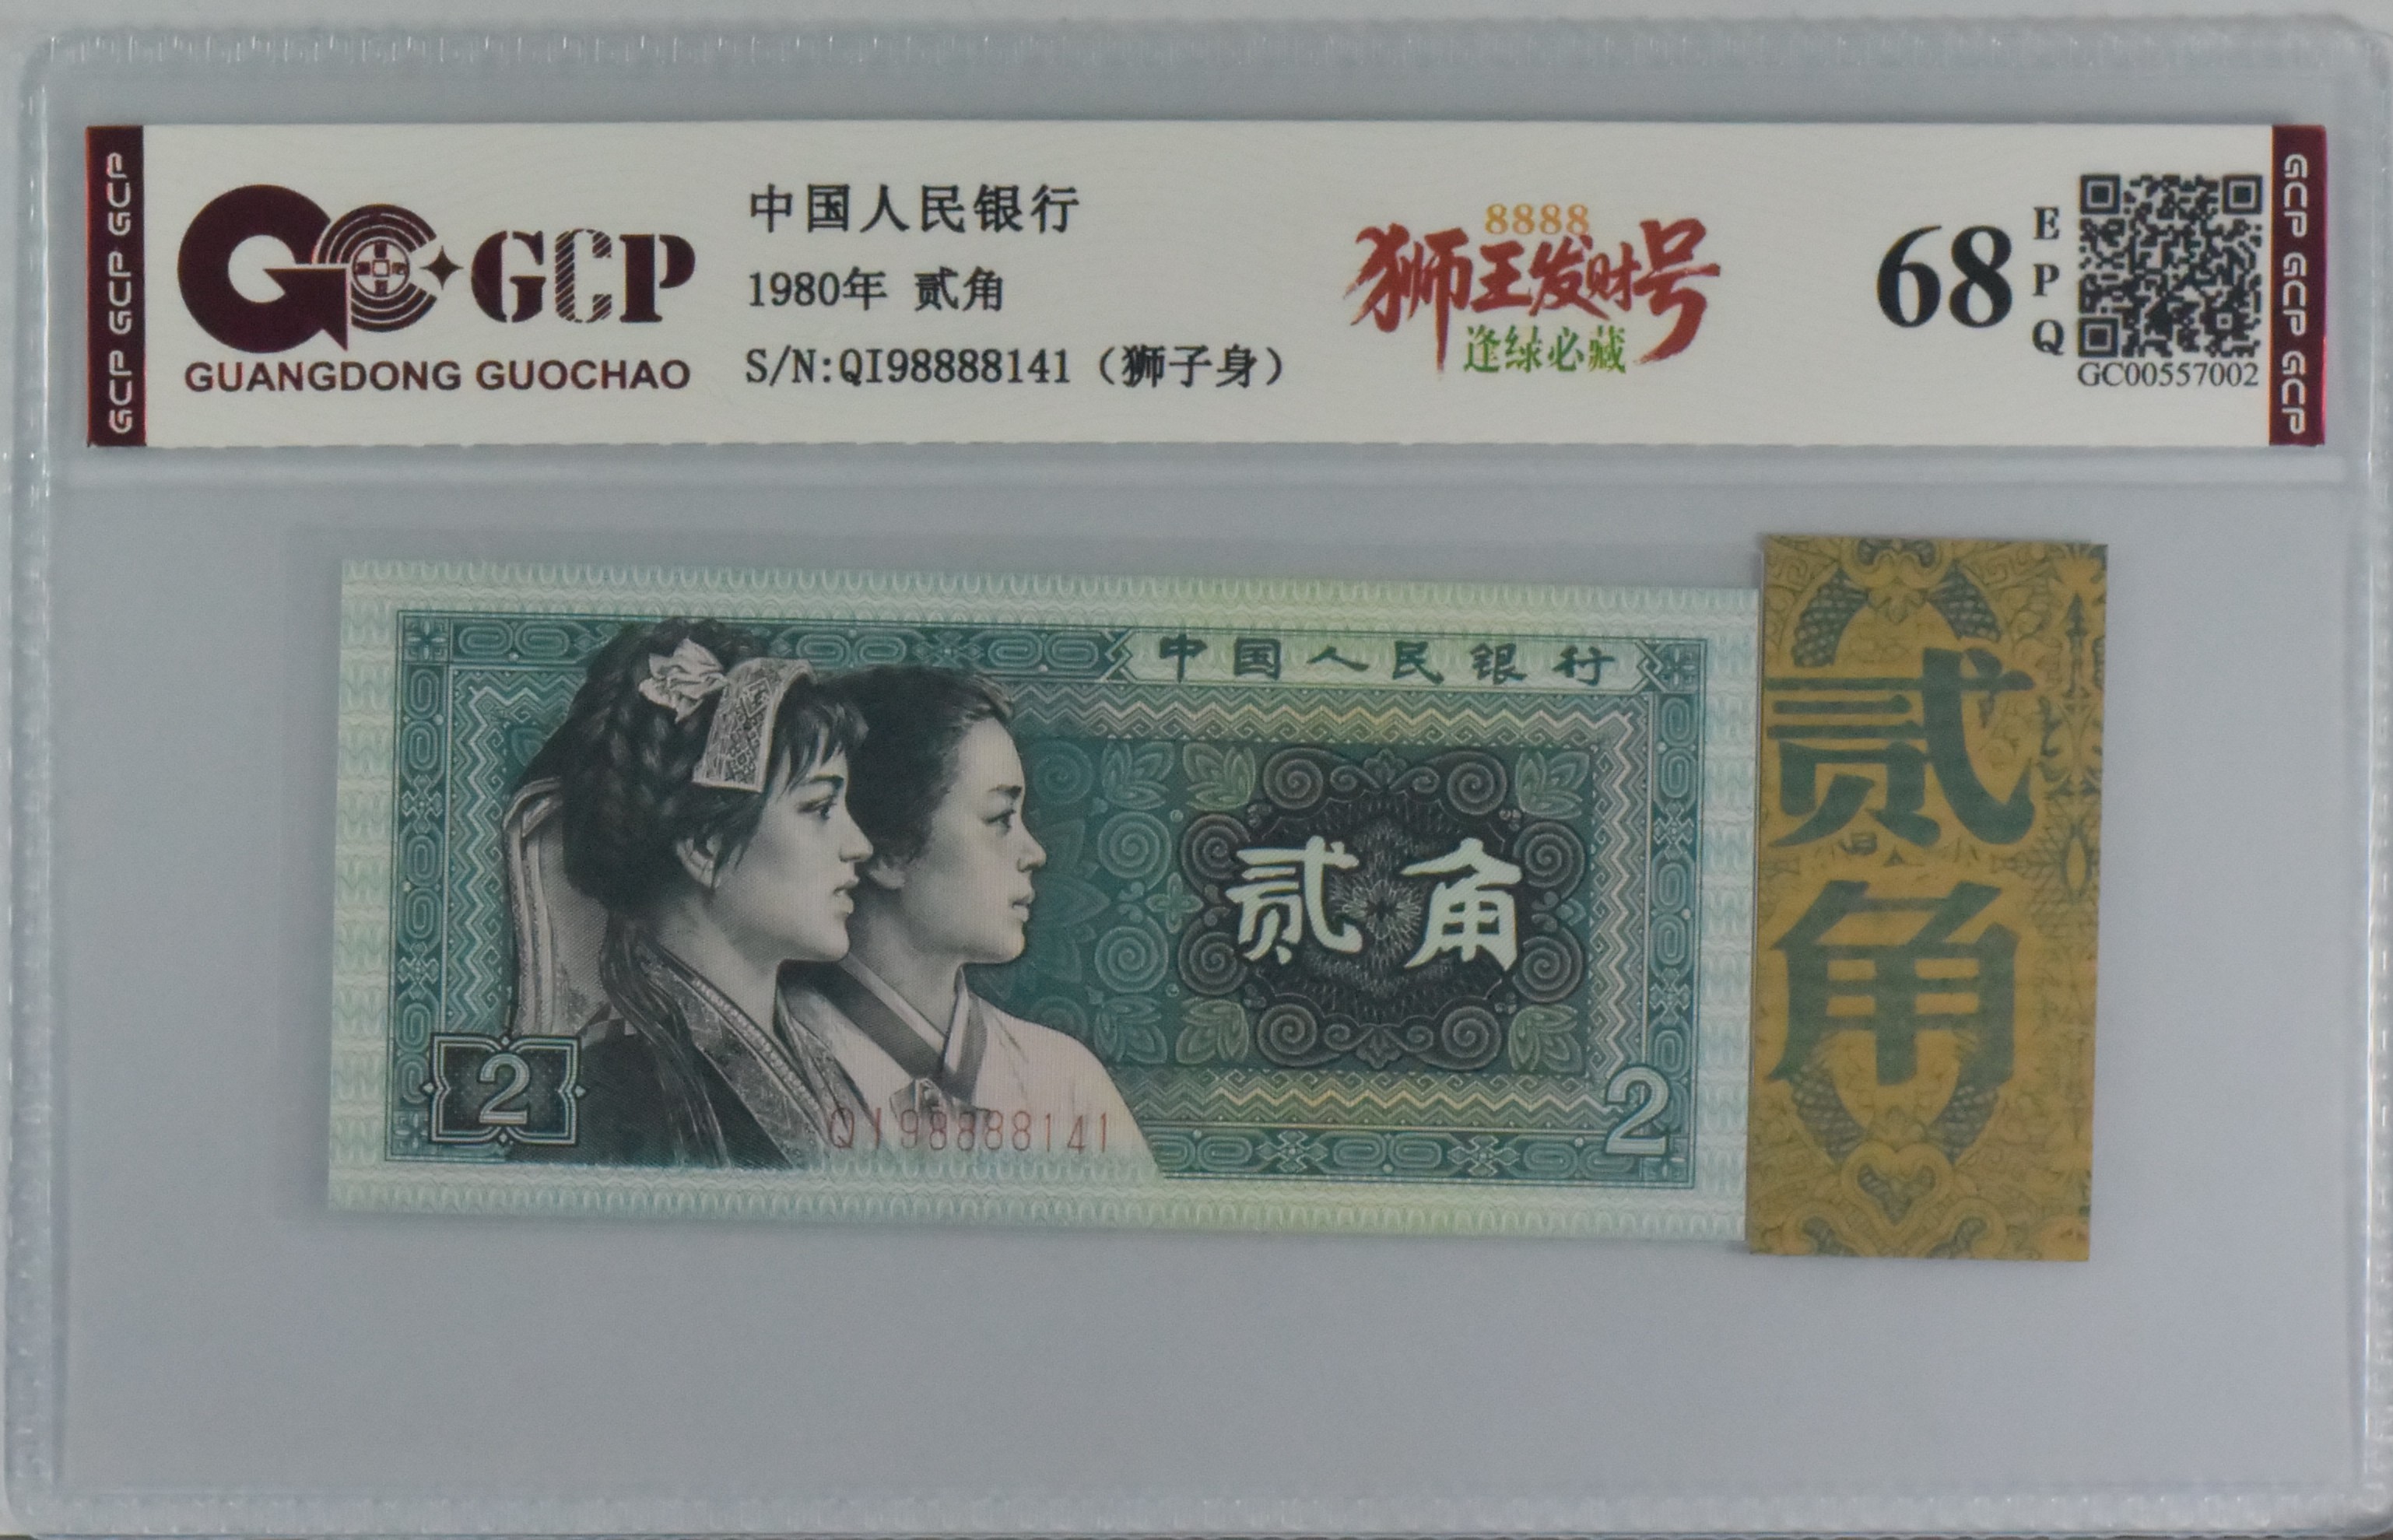 GCP GCP GCP
GCP
GUANGDONG GUOCHAO
中国人民银行
1980年 贰角
S/N:QI98888141（狮子身）
8888
狮王发财号
逢绿必藏
68
EPQ
GC00557002
GCP GCP GCP
中国人民银行
贰角
2
QI98888141
2
贰角